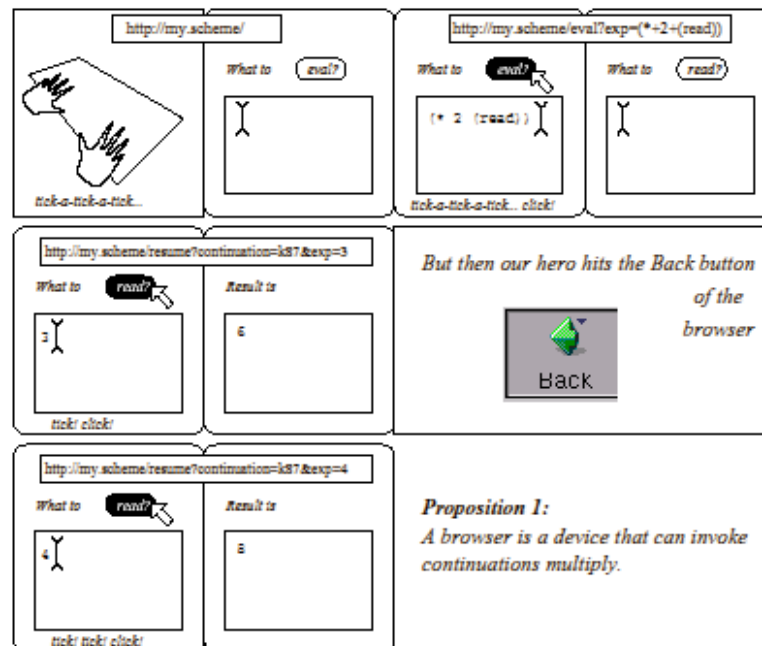 http://my.scheme/
What to eval?
tick-a-tick-a-tick...
http://my.scheme/eval?exp=(*+2+(read))
What to eval?
(* 2 (read))
tick-a-tick-a-tick... click!
What to read?
http://my.scheme/resume?continuation=k87&exp=3
What to read?
3
tick! click!
Result is
6
But then our hero hits the Back button
of the
browser
Back
http://my.scheme/resume?continuation=k87&exp=4
What to read?
4
tick! tick! click!
Result is
8
Proposition 1:
A browser is a device that can invoke
continuations multiply.